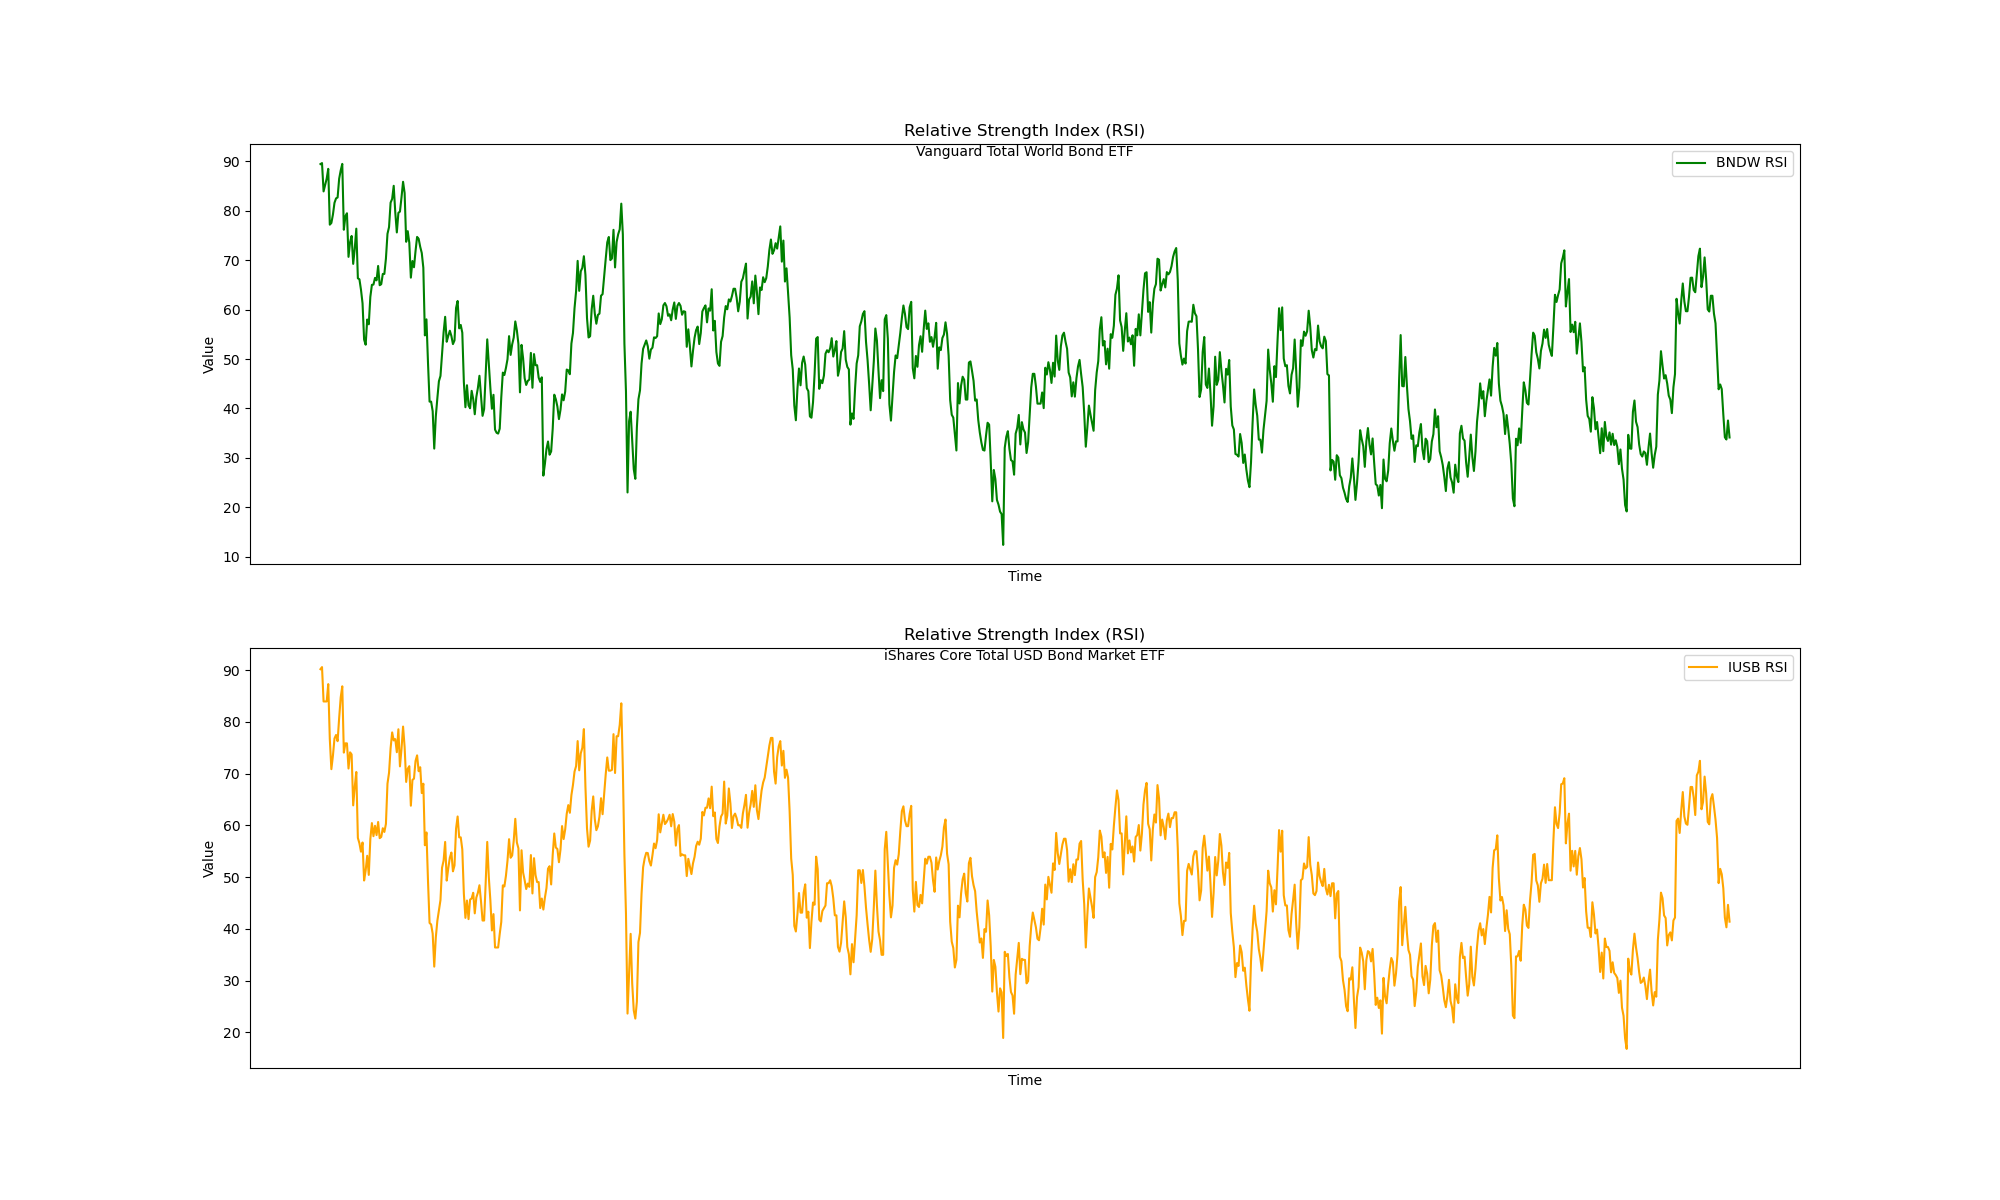 Relative Strength Index (RSI)
Vanguard Total World Bond ETF
BNDW RSI
90
80
70
60
50
40
30
20
10
Value
Time
Relative Strength Index (RSI)
iShares Core Total USD Bond Market ETF
IUSB RSI
90
80
70
60
50
40
30
20
Value
Time